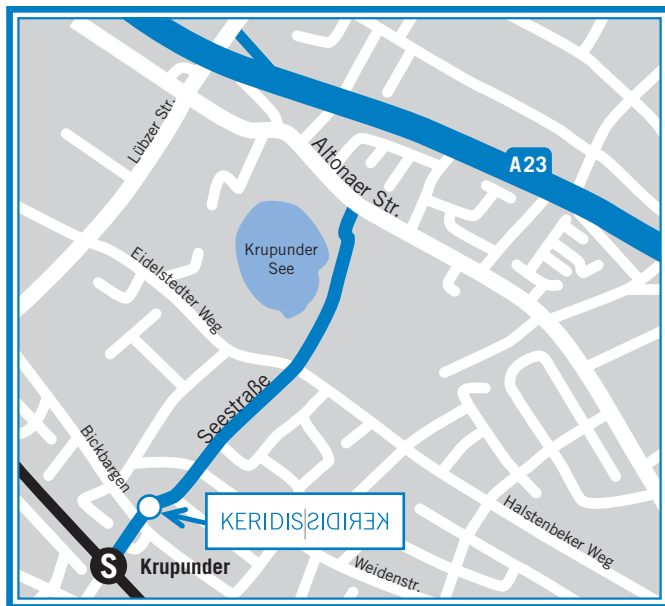 Lübzer Str.
Altonaer Str.
A23
Krupunder
See
Eidelstedter Weg
Seestraße
Bickbargen
KERIDIS|KERIDIS
Halstenbeker Weg
S Krupunder
Weidenstr.